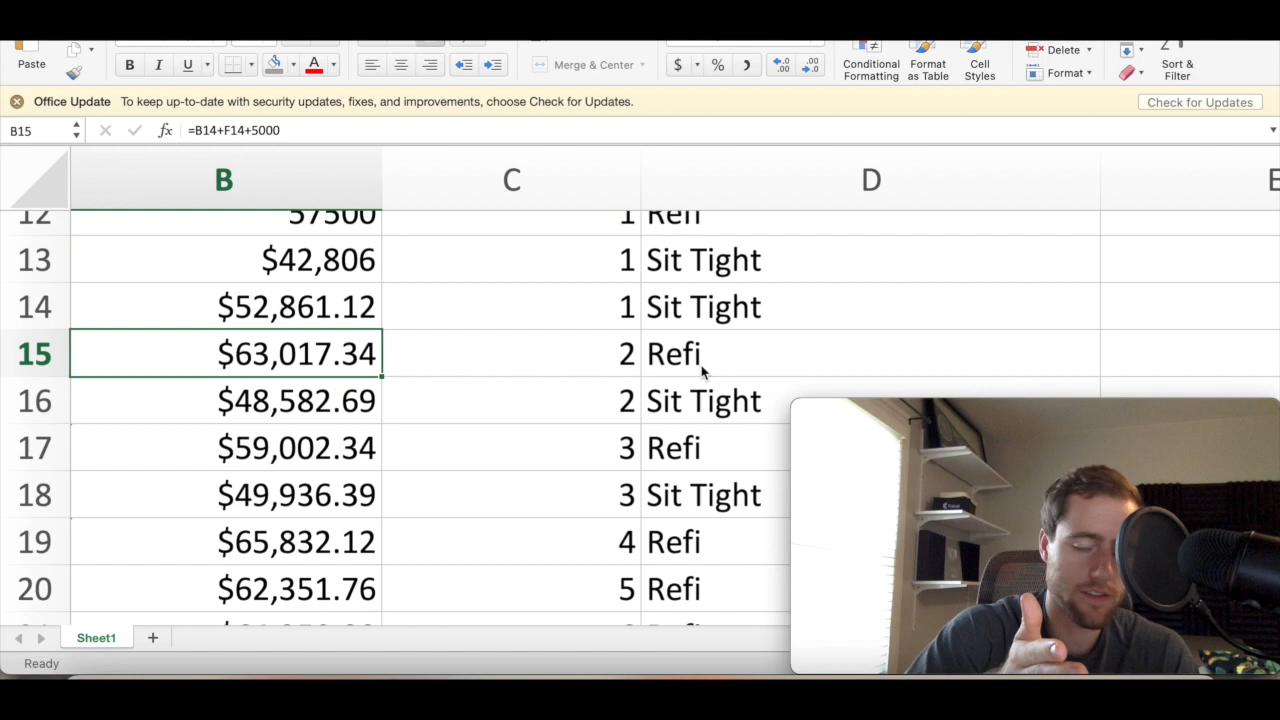 Paste
B I U A
Merge & Center
$ % ,
Conditional Formatting
Format as Table
Cell Styles
Delete
Format
Sort & Filter
Office Update To keep up-to-date with security updates, fixes, and improvements, choose Check for Updates. Check for Updates
B15 fx =B14+F14+5000
B C D E
12 57500 1 Refi
13 $42,806 1 Sit Tight
14 $52,861.12 1 Sit Tight
15 $63,017.34 2 Refi
16 $48,582.69 2 Sit Tight
17 $59,002.34 3 Refi
18 $49,936.39 3 Sit Tight
19 $65,832.12 4 Refi
20 $62,351.76 5 Refi
Sheet1 +
Ready